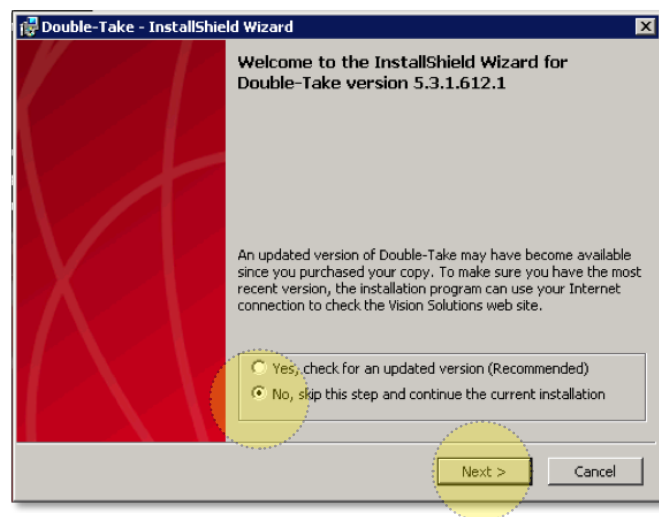 Double-Take - InstallShield Wizard
Welcome to the InstallShield Wizard for
Double-Take version 5.3.1.612.1
An updated version of Double-Take may have become available
since you purchased your copy. To make sure you have the most
recent version, the installation program can use your Internet
connection to check the Vision Solutions web site.
Yes, check for an updated version (Recommended)
No, skip this step and continue the current installation
Next >
Cancel